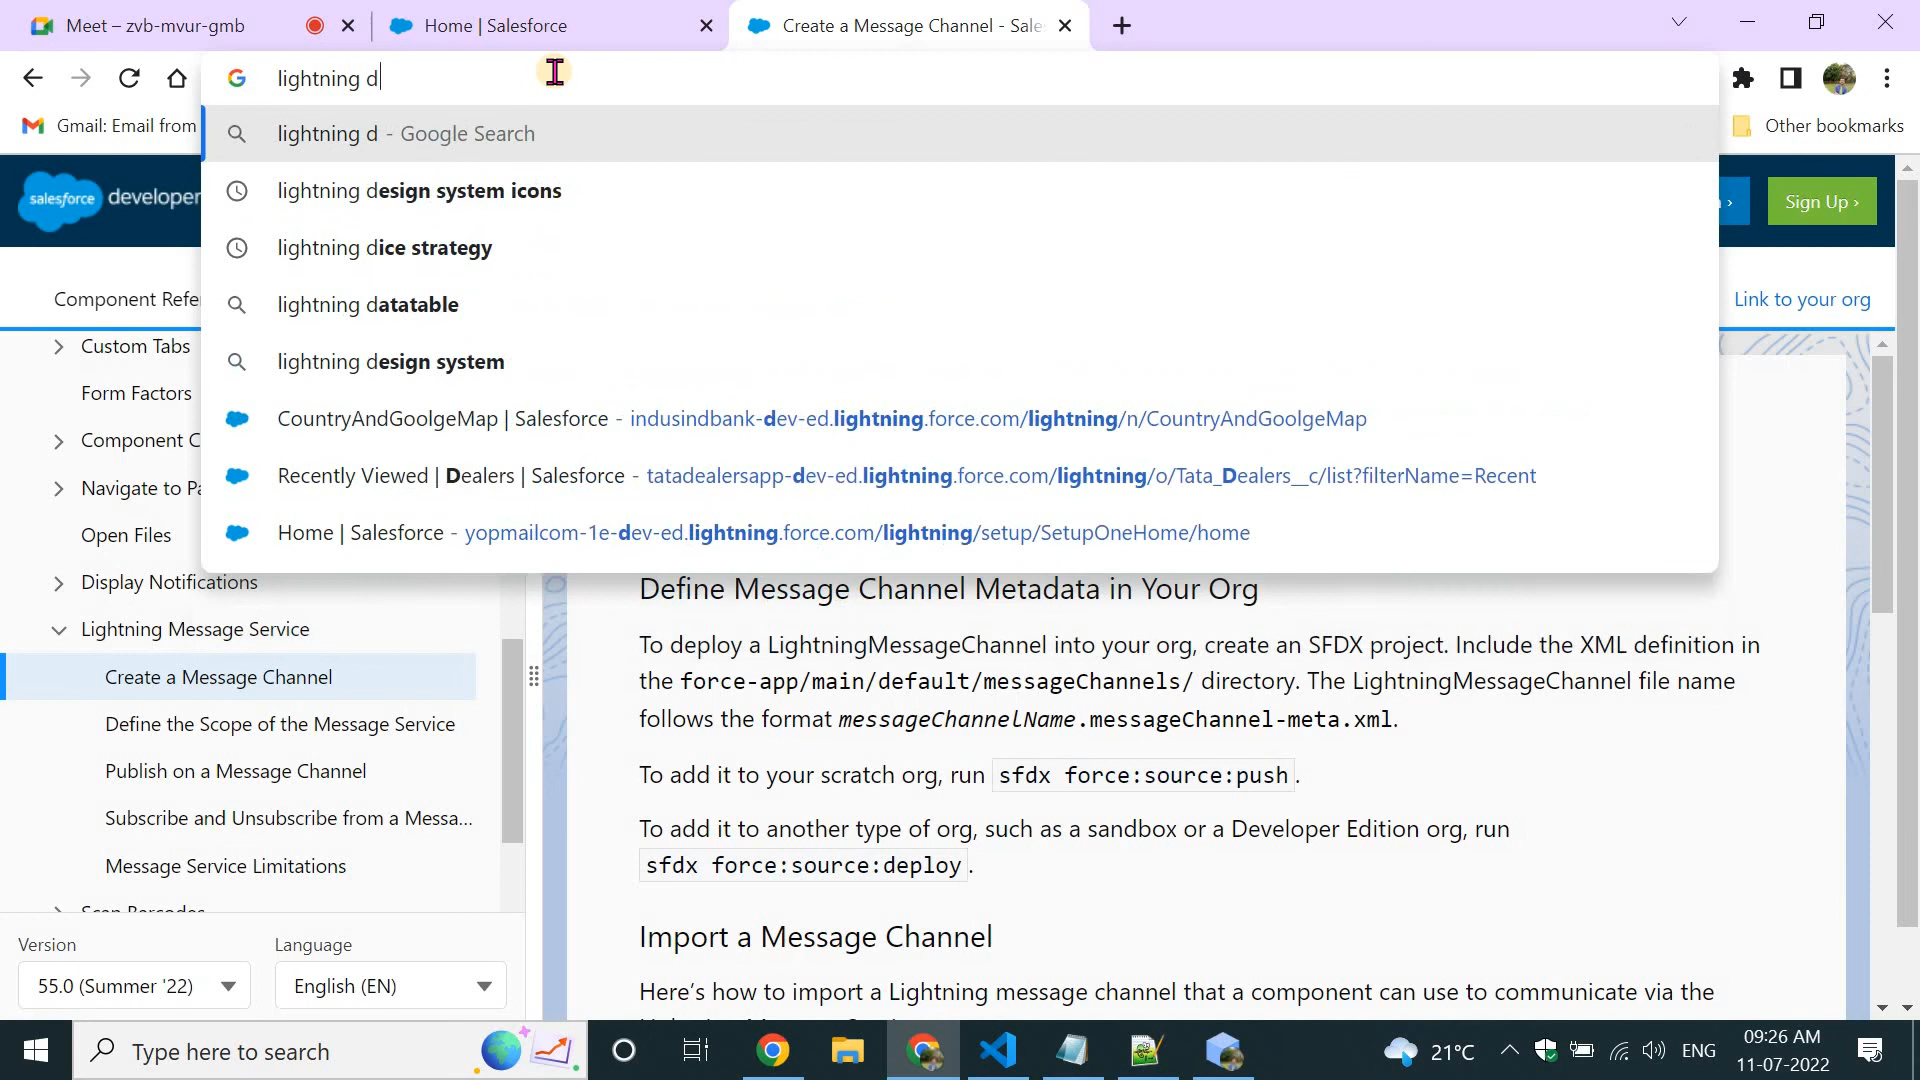 Meet – zvb-mvur-gmb
Home | Salesforce
Create a Message Channel - Sale
lightning d
Gmail: Email from
Other bookmarks
lightning d - Google Search
lightning design system icons
lightning dice strategy
lightning datatable
lightning design system
CountryAndGoolgeMap | Salesforce - indusindbank-dev-ed.lightning.force.com/lightning/n/CountryAndGoolgeMap
Recently Viewed | Dealers | Salesforce - tatadealersapp-dev-ed.lightning.force.com/lightning/o/Tata_Dealers__c/list?filterName=Recent
Home | Salesforce - yopmailcom-1e-dev-ed.lightning.force.com/lightning/setup/SetupOneHome/home
salesforce developer
Sign Up ›
Component Refe
Link to your org
Custom Tabs
Form Factors
Component C
Navigate to Pa
Open Files
Display Notifications
Lightning Message Service
Create a Message Channel
Define the Scope of the Message Service
Publish on a Message Channel
Subscribe and Unsubscribe from a Messa...
Message Service Limitations
Scan Barcodes
Version
Language
55.0 (Summer '22)
English (EN)
Define Message Channel Metadata in Your Org
To deploy a LightningMessageChannel into your org, create an SFDX project. Include the XML definition in
the force-app/main/default/messageChannels/ directory. The LightningMessageChannel file name
follows the format messageChannelName.messageChannel-meta.xml.
To add it to your scratch org, run sfdx force:source:push.
To add it to another type of org, such as a sandbox or a Developer Edition org, run
sfdx force:source:deploy.
Import a Message Channel
Here’s how to import a Lightning message channel that a component can use to communicate via the
Type here to search
21°C
ENG
09:26 AM
11-07-2022